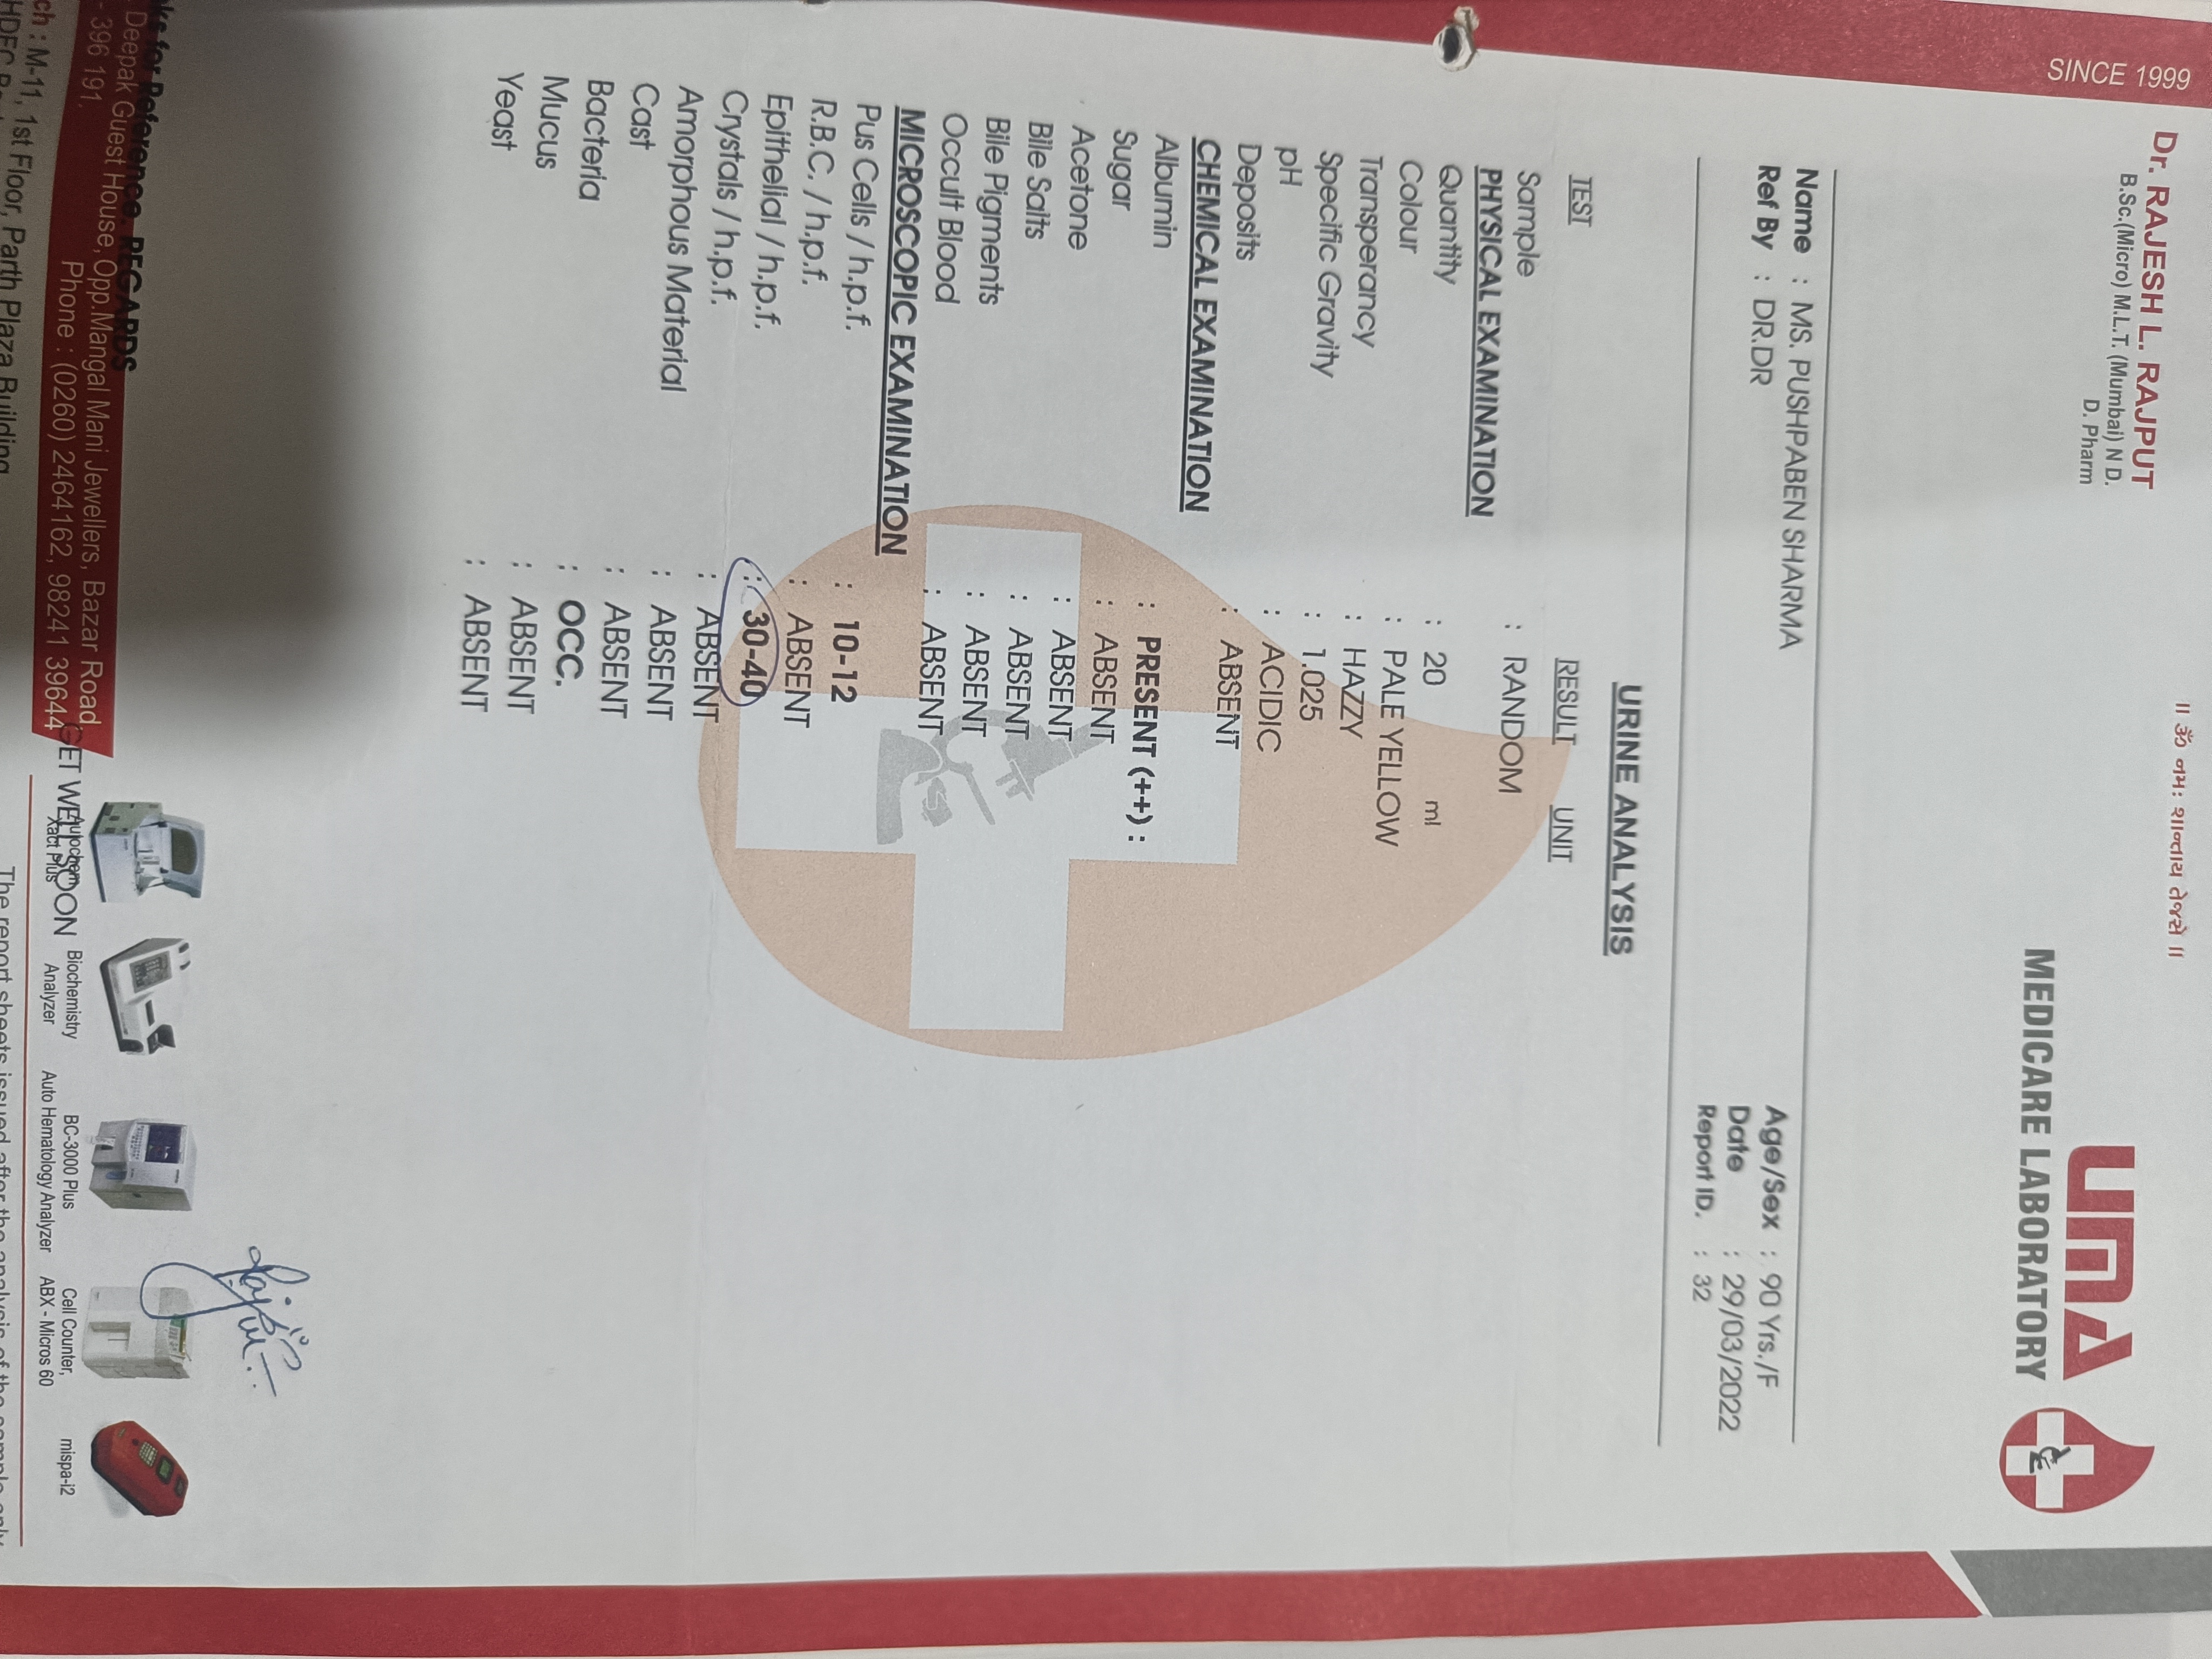 ॥ ૐ નમઃ શાન્તાય તેજસે ॥
SINCE 1999
Dr. RAJESH L. RAJPUT
B.Sc.(Micro) M.L.T. (Mumbai) N D.
D. Pharm
UMA
MEDICARE LABORATORY
Name : MS. PUSHPABEN SHARMA
Ref By : DR.DR
Age/Sex : 90 Yrs./F
Date : 29/03/2022
Report ID. : 32
URINE ANALYSIS
TEST RESULT UNIT
Sample : RANDOM
PHYSICAL EXAMINATION
Quantity : 20 ml
Colour : PALE YELLOW
Transperancy : HAZZY
Specific Gravity : 1.025
pH : ACIDIC
Deposits : ABSENT
CHEMICAL EXAMINATION
Albumin : PRESENT (++) :
Sugar : ABSENT
Acetone : ABSENT
Bile Salts : ABSENT
Bile Pigments : ABSENT
Occult Blood : ABSENT
MICROSCOPIC EXAMINATION
Pus Cells / h.p.f. : 10-12
R.B.C. / h.p.f. : ABSENT
Epithelial / h.p.f. : 30-40
Crystals / h.p.f. : ABSENT
Amorphous Material : ABSENT
Cast : ABSENT
Bacteria : OCC.
Mucus : ABSENT
Yeast : ABSENT
for Reference. REGARDS
Deepak Guest House, Opp.Mangal Mani Jewellers, Bazar Road,
- 396 191.
Phone : (0260) 2464162, 98241 39644
GET WELL SOON
Autochem
Xact Plus
Biochemistry
Analyzer
BC-3000 Plus
Auto Hematology Analyzer
Cell Counter,
ABX - Micros 60
mispa-i2
: M-11, 1st Floor, Parth Plaza Building
HDFC
The report sheets issued after the analysis of the sample only